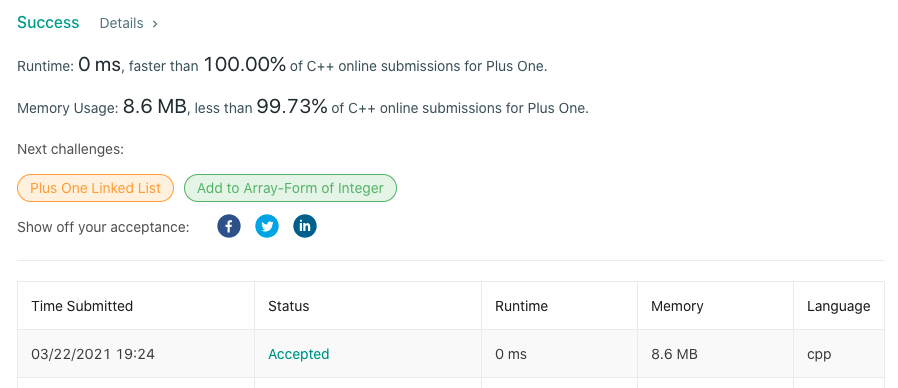 Success Details >
Runtime: 0 ms, faster than 100.00% of C++ online submissions for Plus One.
Memory Usage: 8.6 MB, less than 99.73% of C++ online submissions for Plus One.
Next challenges:
Plus One Linked List Add to Array-Form of Integer
Show off your acceptance: f in
Time Submitted Status Runtime Memory Language
03/22/2021 19:24 Accepted 0 ms 8.6 MB cpp